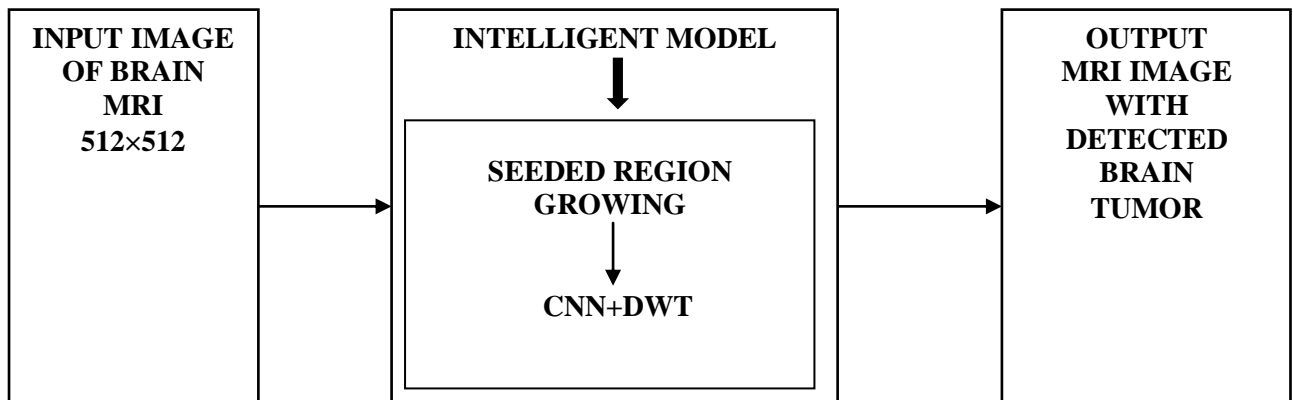 INPUT IMAGE
OF BRAIN
MRI
512×512
INTELLIGENT MODEL
SEEDED REGION
GROWING
CNN+DWT
OUTPUT
MRI IMAGE
WITH
DETECTED
BRAIN
TUMOR